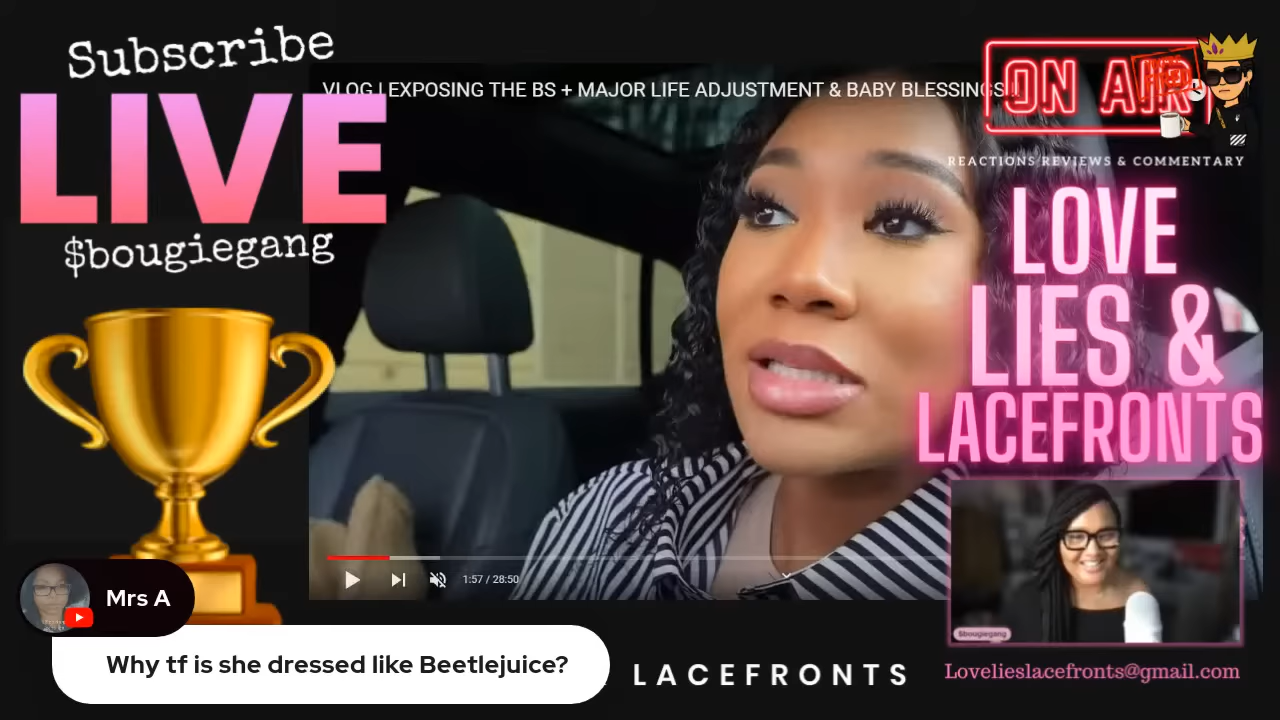 Subscribe
LIVE
$bougiegang
VLOG | EXPOSING THE BS + MAJOR LIFE ADJUSTMENT & BABY BLESSINGS
ON AIR
REACTIONS REVIEWS & COMMENTARY
LOVE
LIES &
LACEFRONTS
1:57 / 28:50
$bougiegang
Mrs A
Why tf is she dressed like Beetlejuice?
LACEFRONTS
Lovelieslacefronts@gmail.com